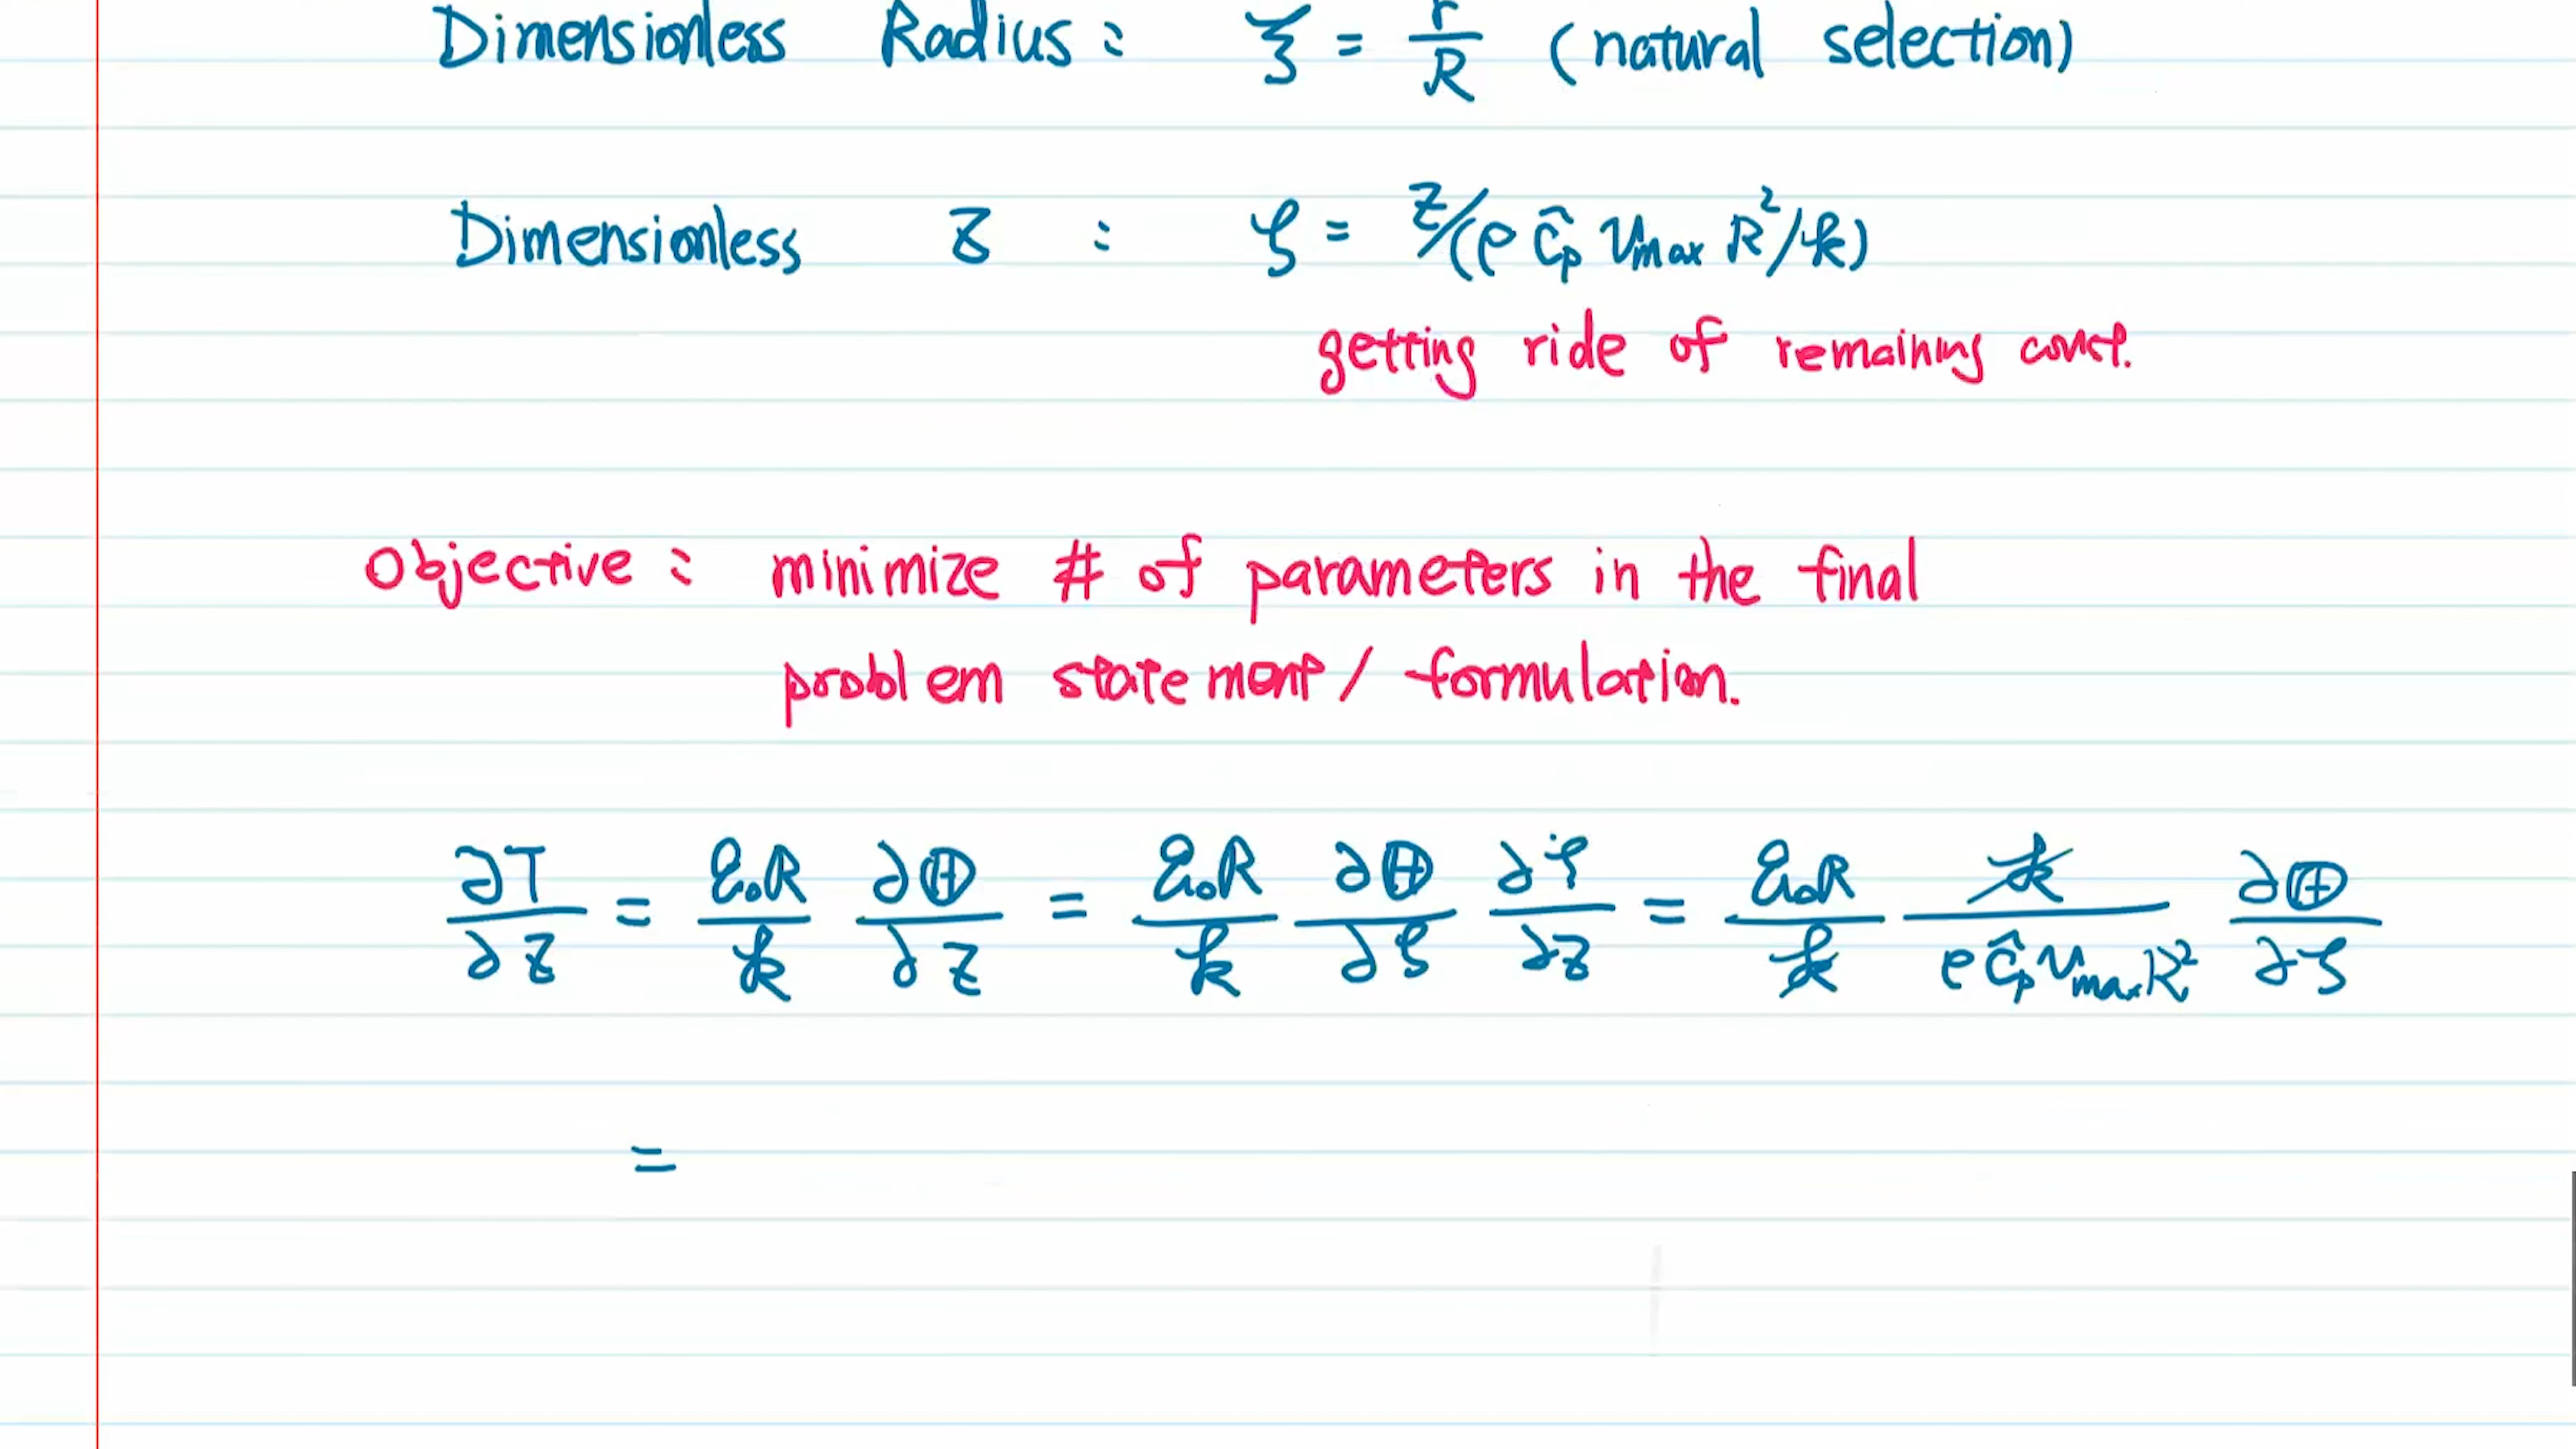 Dimensionless Radius : ξ = r/R (natural selection)
Dimensionless z : ζ = z/(ρ Ĉp vmax R²/k)
getting ride of remaining const.
Objective : minimize # of parameters in the final
problem statement / formulation.
∂T/∂z = q₀R/k ∂Θ/∂z = q₀R/k ∂Θ/∂ζ ∂ζ/∂z = q₀R/k k/(ρ Ĉp vmax R²) ∂Θ/∂ζ
=